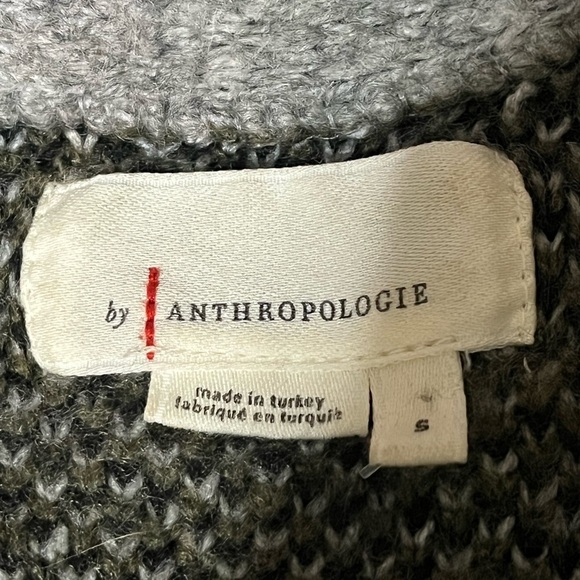 by ANTHROPOLOGIE
made in turkey
fabriqué en turquie
S